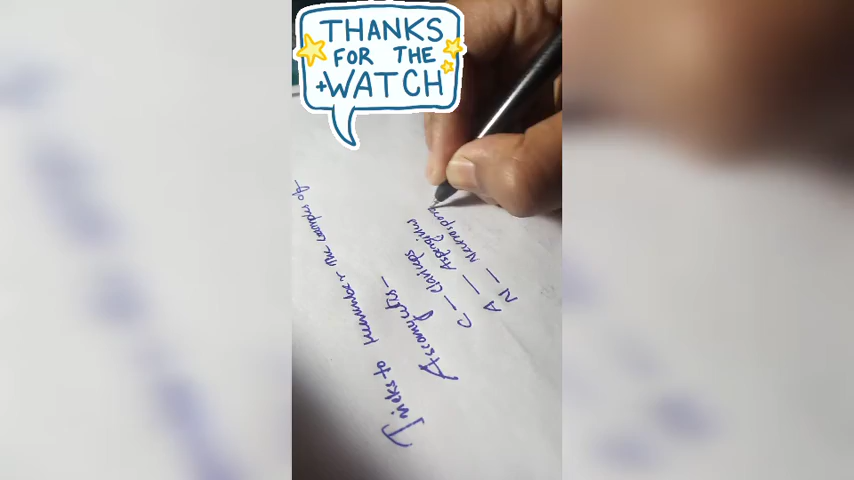 THANKS
FOR THE
WATCH
Tricks to remember the examples of
Ascomycetes -
C - Claviceps
A - Aspergillus
N - Neurospora